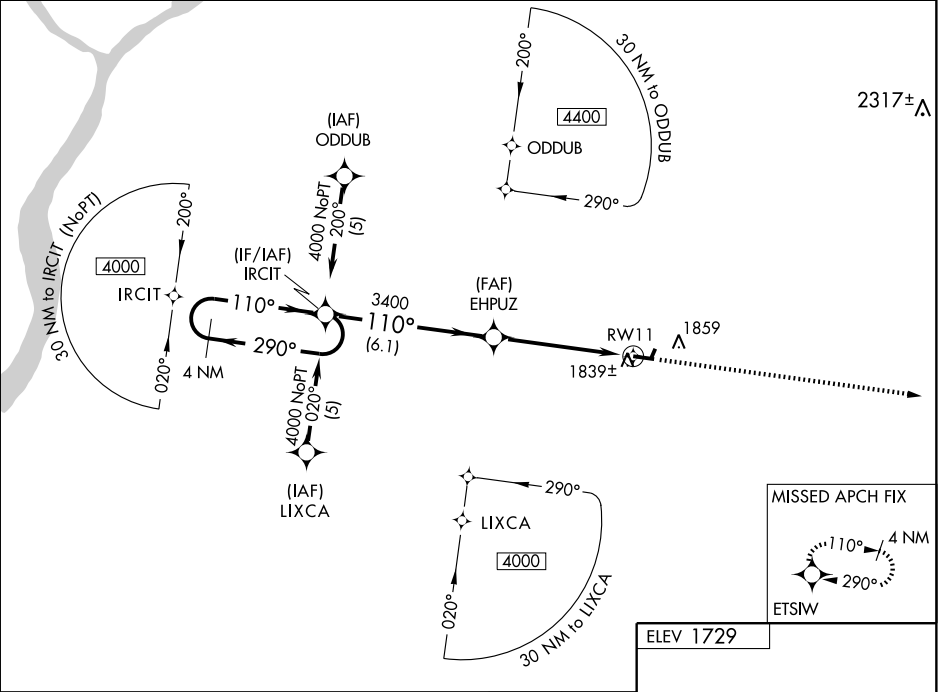 30 NM to ODDUB
200°
4400
ODDUB
290°
2317±
(IAF)
ODDUB
4000 NoPT
200°
(5)
30 NM to IRCIT (NoPT)
200°
4000
IRCIT
020°
(IF/IAF)
IRCIT
110°
290°
4 NM
3400
110°
(6.1)
(FAF)
EHPUZ
RW11
1859
1839±
4000 NoPT
020°
(5)
(IAF)
LIXCA
290°
LIXCA
4000
020°
30 NM to LIXCA
MISSED APCH FIX
4 NM
110°
290°
ETSIW
ELEV 1729